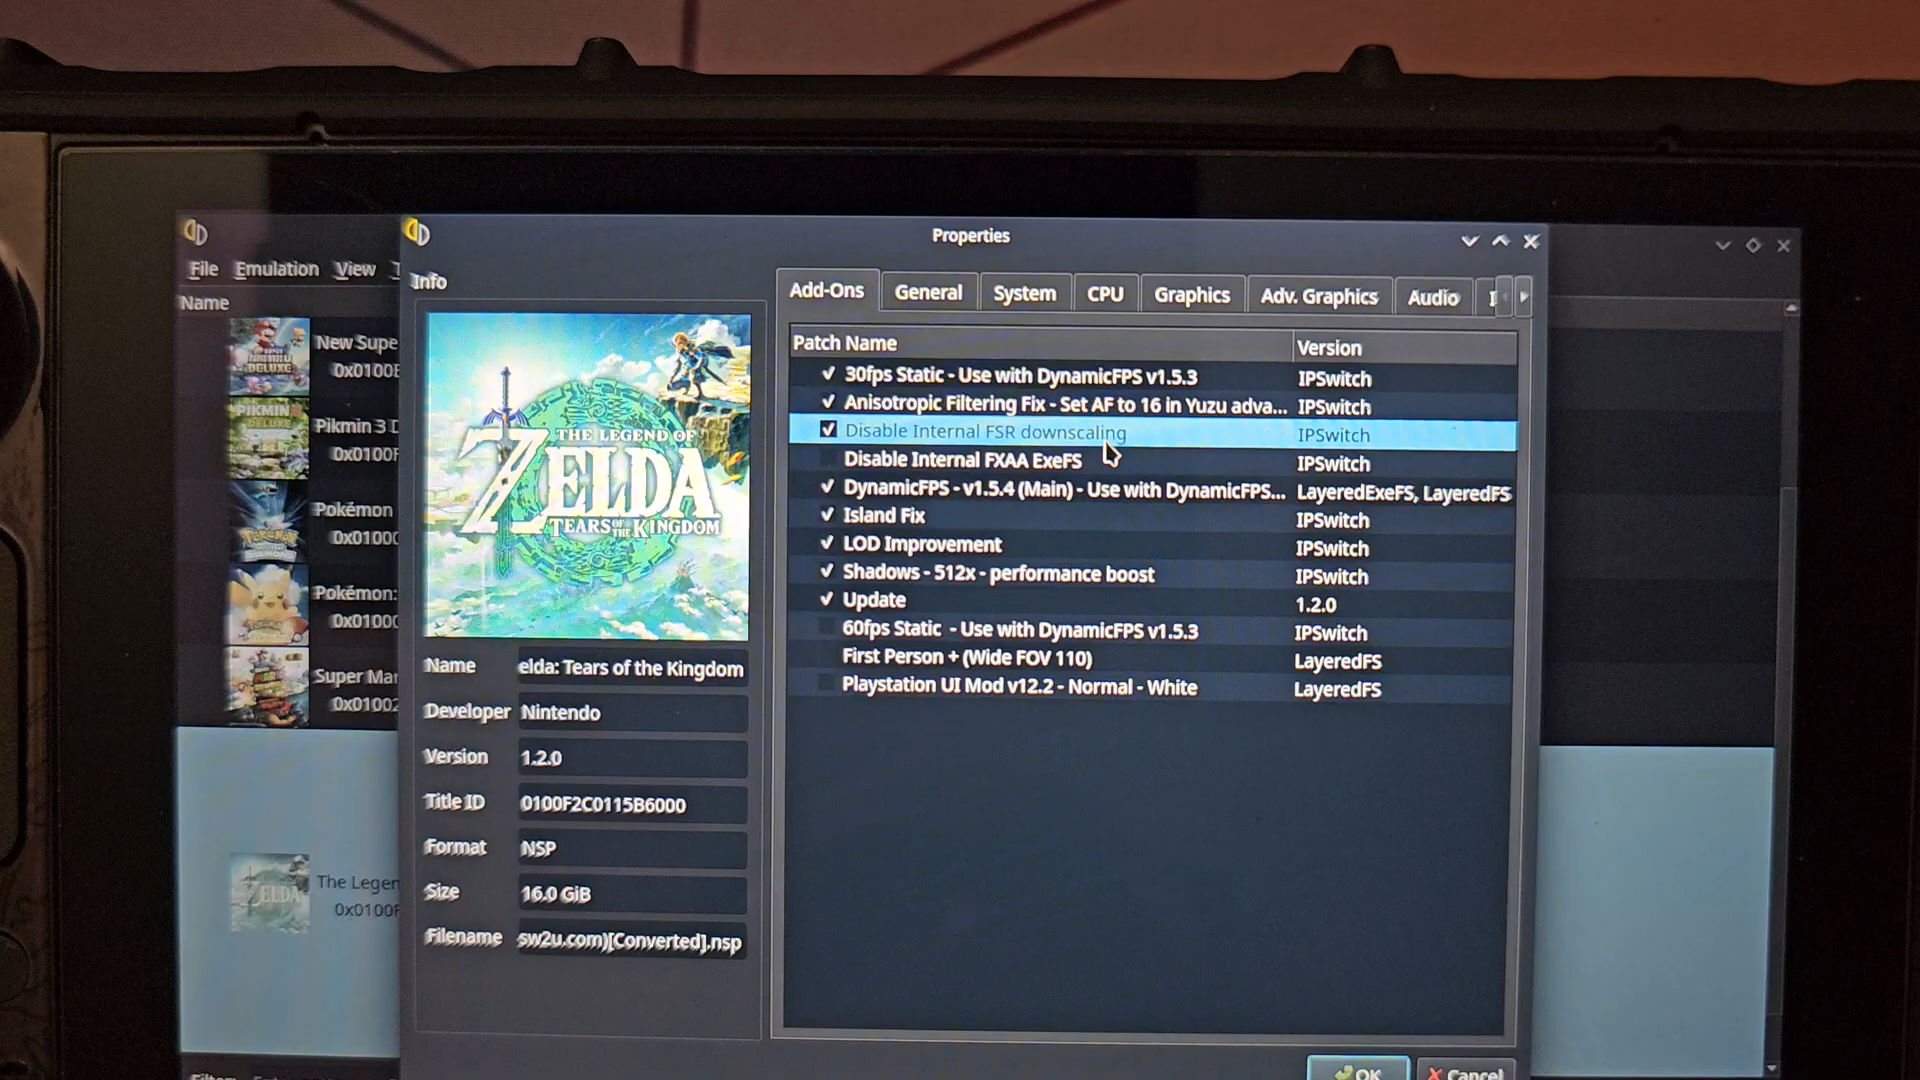 Properties
File Emulation View
Name
New Supe
0x0100E
Pikmin 3 D
0x0100F
Pokémon
0x01000
Pokémon:
0x01000
Super Mar
0x01002
The Legen
0x0100F
Info
THE LEGEND OF
ZELDA
TEARS OF THE KINGDOM
Name elda: Tears of the Kingdom
Developer Nintendo
Version 1.2.0
Title ID 0100F2C0115B6000
Format NSP
Size 16.0 GiB
Filename sw2u.com)[Converted].nsp
Add-Ons General System CPU Graphics Adv. Graphics Audio
Patch Name Version
30fps Static - Use with DynamicFPS v1.5.3 IPSwitch
Anisotropic Filtering Fix - Set AF to 16 in Yuzu adva... IPSwitch
Disable Internal FSR downscaling IPSwitch
Disable Internal FXAA ExeFS IPSwitch
DynamicFPS - v1.5.4 (Main) - Use with DynamicFPS... LayeredExeFS, LayeredFS
Island Fix IPSwitch
LOD Improvement IPSwitch
Shadows - 512x - performance boost IPSwitch
Update 1.2.0
60fps Static - Use with DynamicFPS v1.5.3 IPSwitch
First Person + (Wide FOV 110) LayeredFS
Playstation UI Mod v12.2 - Normal - White LayeredFS
OK Cancel